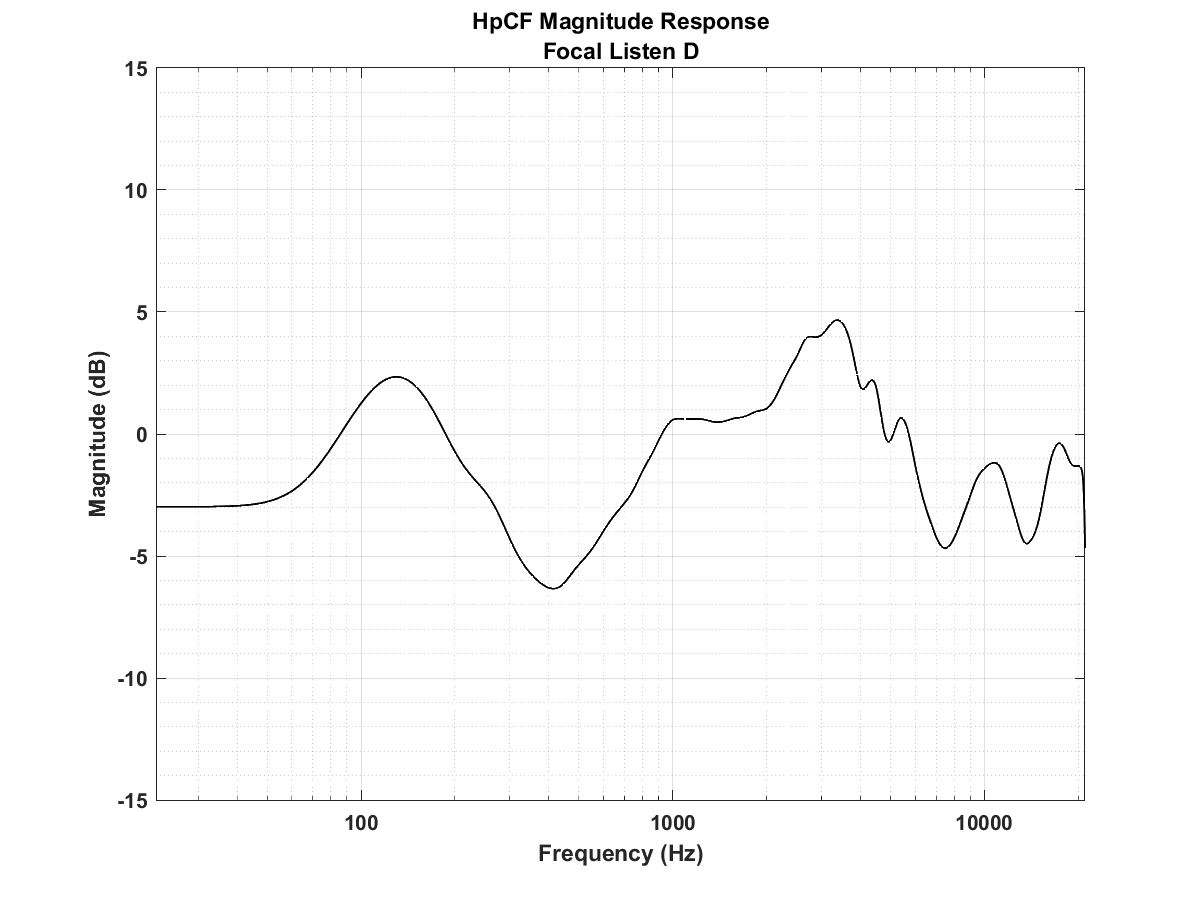 HpCF Magnitude Response
Focal Listen D
15
10
5
0
-5
-10
-15
Magnitude (dB)
100 1000 10000
Frequency (Hz)